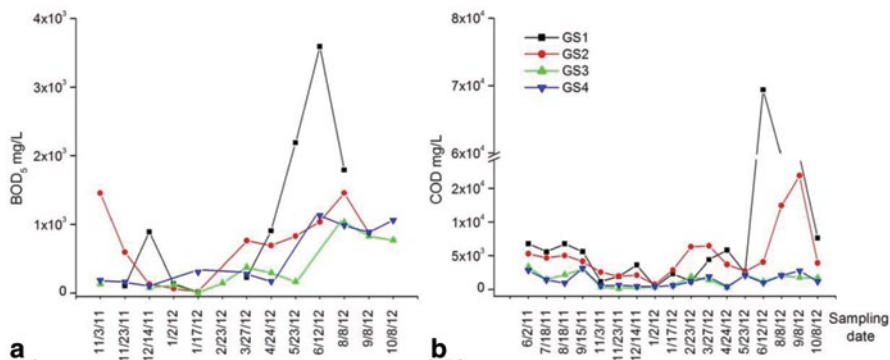 4x10³
3x10³
2x10³
1x10³
0
BOD₅ mg/L
11/3/11
11/23/11
12/14/11
1/2/12
1/17/12
2/23/12
3/27/12
4/24/12
5/23/12
6/12/12
8/8/12
9/8/12
10/8/12
a
8x10⁴
7x10⁴
6x10⁴
2x10⁴
1x10⁴
5x10³
0
COD mg/L
GS1
GS2
GS3
GS4
6/2/11
7/18/11
8/18/11
9/15/11
11/3/11
11/23/11
12/14/11
1/2/12
1/17/12
2/23/12
3/27/12
4/24/12
5/23/12
6/12/12
8/8/12
9/8/12
10/8/12
Sampling
date
b